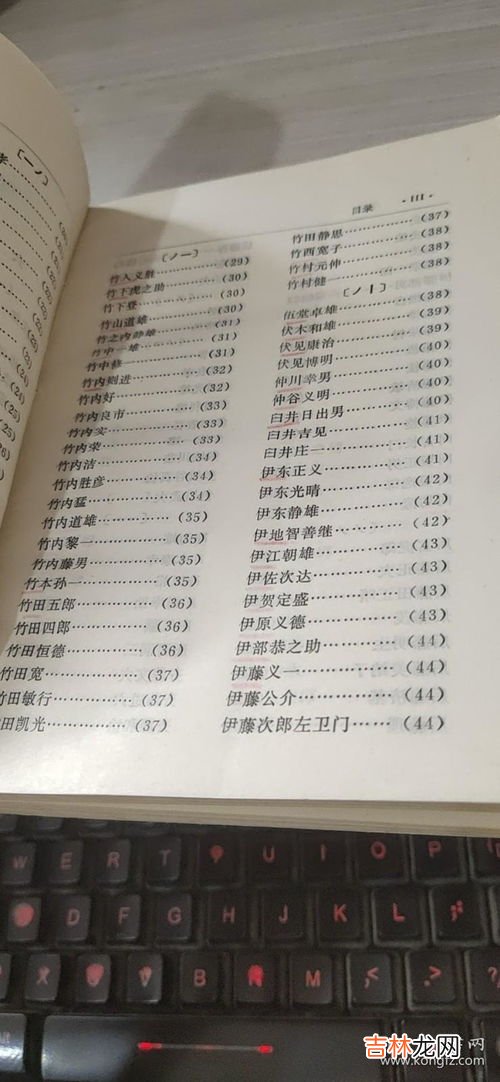 目录 ·III·
〔一ノ〕
(24)
(24)
(25)
(25)
(25)
〔ノ一〕
竹入义胜………………(29)
竹下虎之助……………(30)
竹下登…………………(30)
竹山道雄………………(30)
竹之内静雄……………(31)
竹中一雄………………(31)
竹中修…………………(31)
竹内则进………………(32)
竹内好…………………(32)
竹内良市………………(33)
竹内实…………………(33)
竹内荣…………………(33)
竹内洁…………………(34)
竹内胜彦………………(34)
竹内猛…………………(34)
竹内道雄………………(35)
竹内黎一………………(35)
竹内藤男………………(35)
竹本孙一………………(35)
竹田五郎………………(36)
竹田四郎………………(36)
竹田恒德………………(36)
竹田宽…………………(37)
竹田敏行………………(37)
竹田凯光………………(37)
竹田静思………………(37)
竹西宽子………………(38)
竹村元仲………………(38)
竹村健…………………(38)
〔ノ丨〕
伍堂卓雄………………(38)
伏木和雄………………(39)
伏见康治………………(39)
伏见博明………………(40)
仲川幸男………………(40)
仲谷义明………………(40)
臼井日出男……………(40)
臼井吉见………………(41)
臼井庄一………………(41)
伊东正义………………(41)
伊东光晴………………(42)
伊东静雄………………(42)
伊地智善继……………(42)
伊江朝雄………………(43)
伊佐次达………………(43)
伊贺定盛………………(43)
伊原义德………………(43)
伊部恭之助……………(44)
伊藤义一………………(44)
伊藤公介………………(44)
伊藤次郎左卫门……(44)
W E R T U I O P
D F G H J K L
X V B N M
吉林龙网
www.kongfz.com